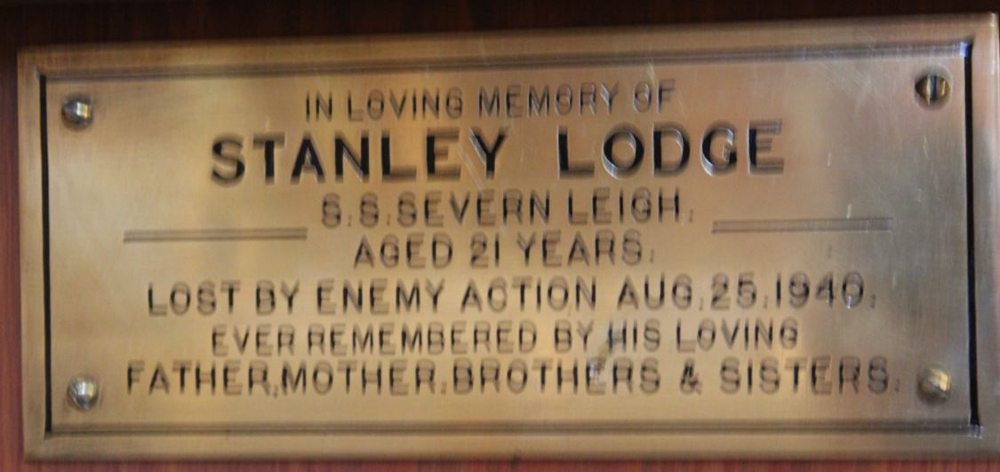 IN LOVING MEMORY OF
STANLEY LODGE
S.S.SEVERN LEIGH.
AGED 21 YEARS.
LOST BY ENEMY ACTION AUG.25.1940.
EVER REMEMBERED BY HIS LOVING
FATHER,MOTHER.BROTHERS & SISTERS.